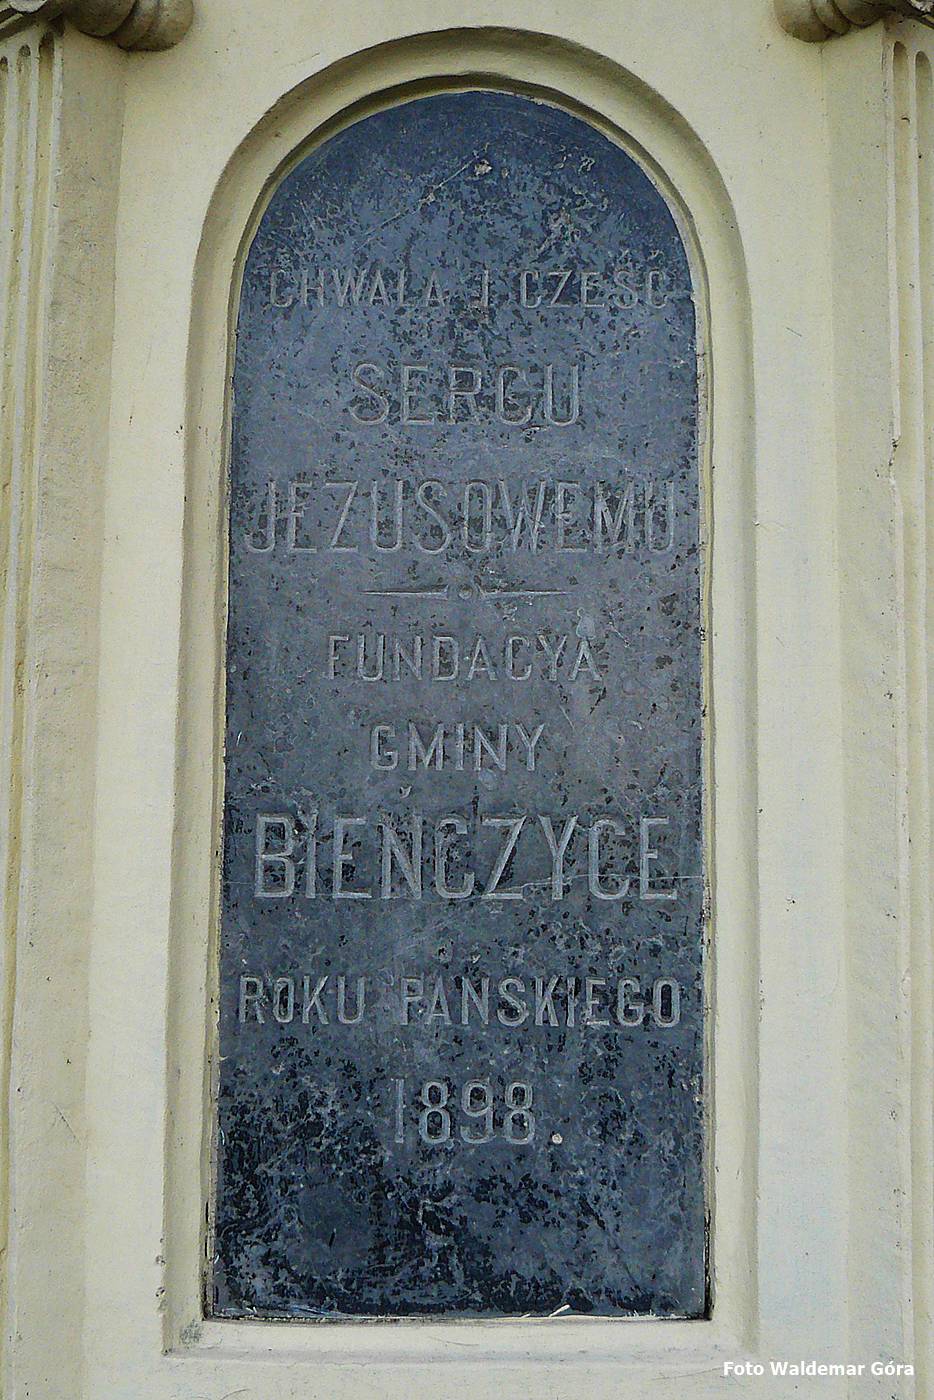 CHWAŁA I CZEŚĆ
SERCU
JEZUSOWEMU
FUNDACYA
GMINY
BIEŃCZYCE
ROKU PAŃSKIEGO
1898.
Foto Waldemar Góra